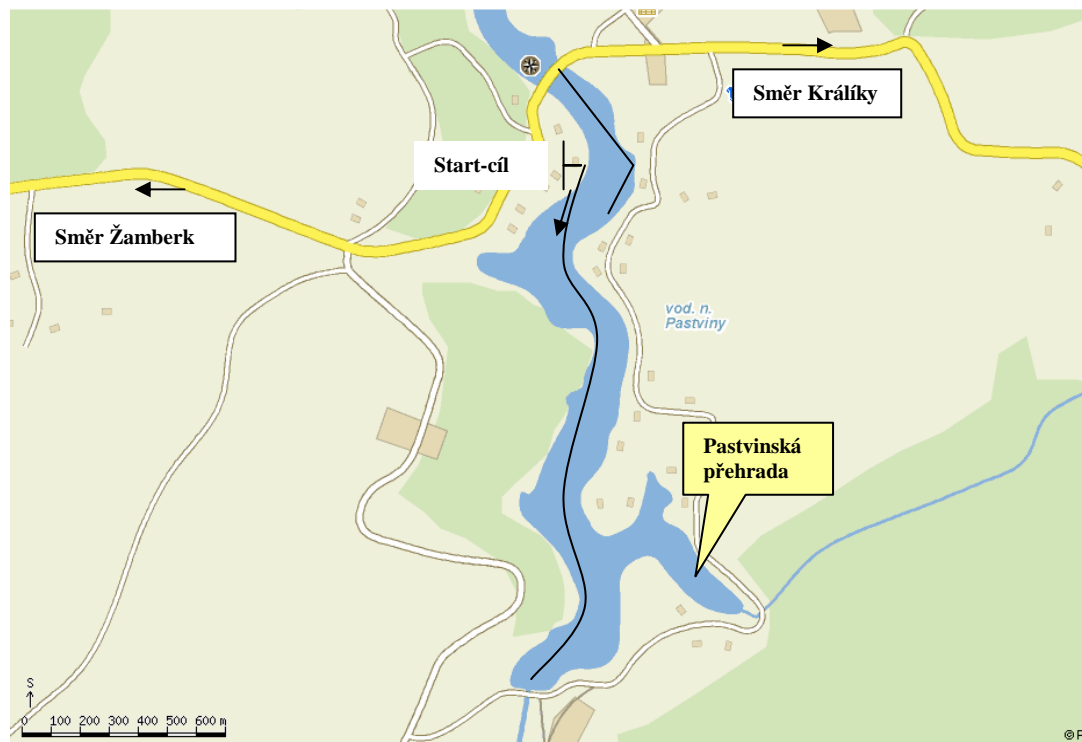 Směr Králíky
Start-cíl
Směr Žamberk
vod. n.
Pastviny
Pastvinská
přehrada
S
0 100 200 300 400 500 600 m
© P